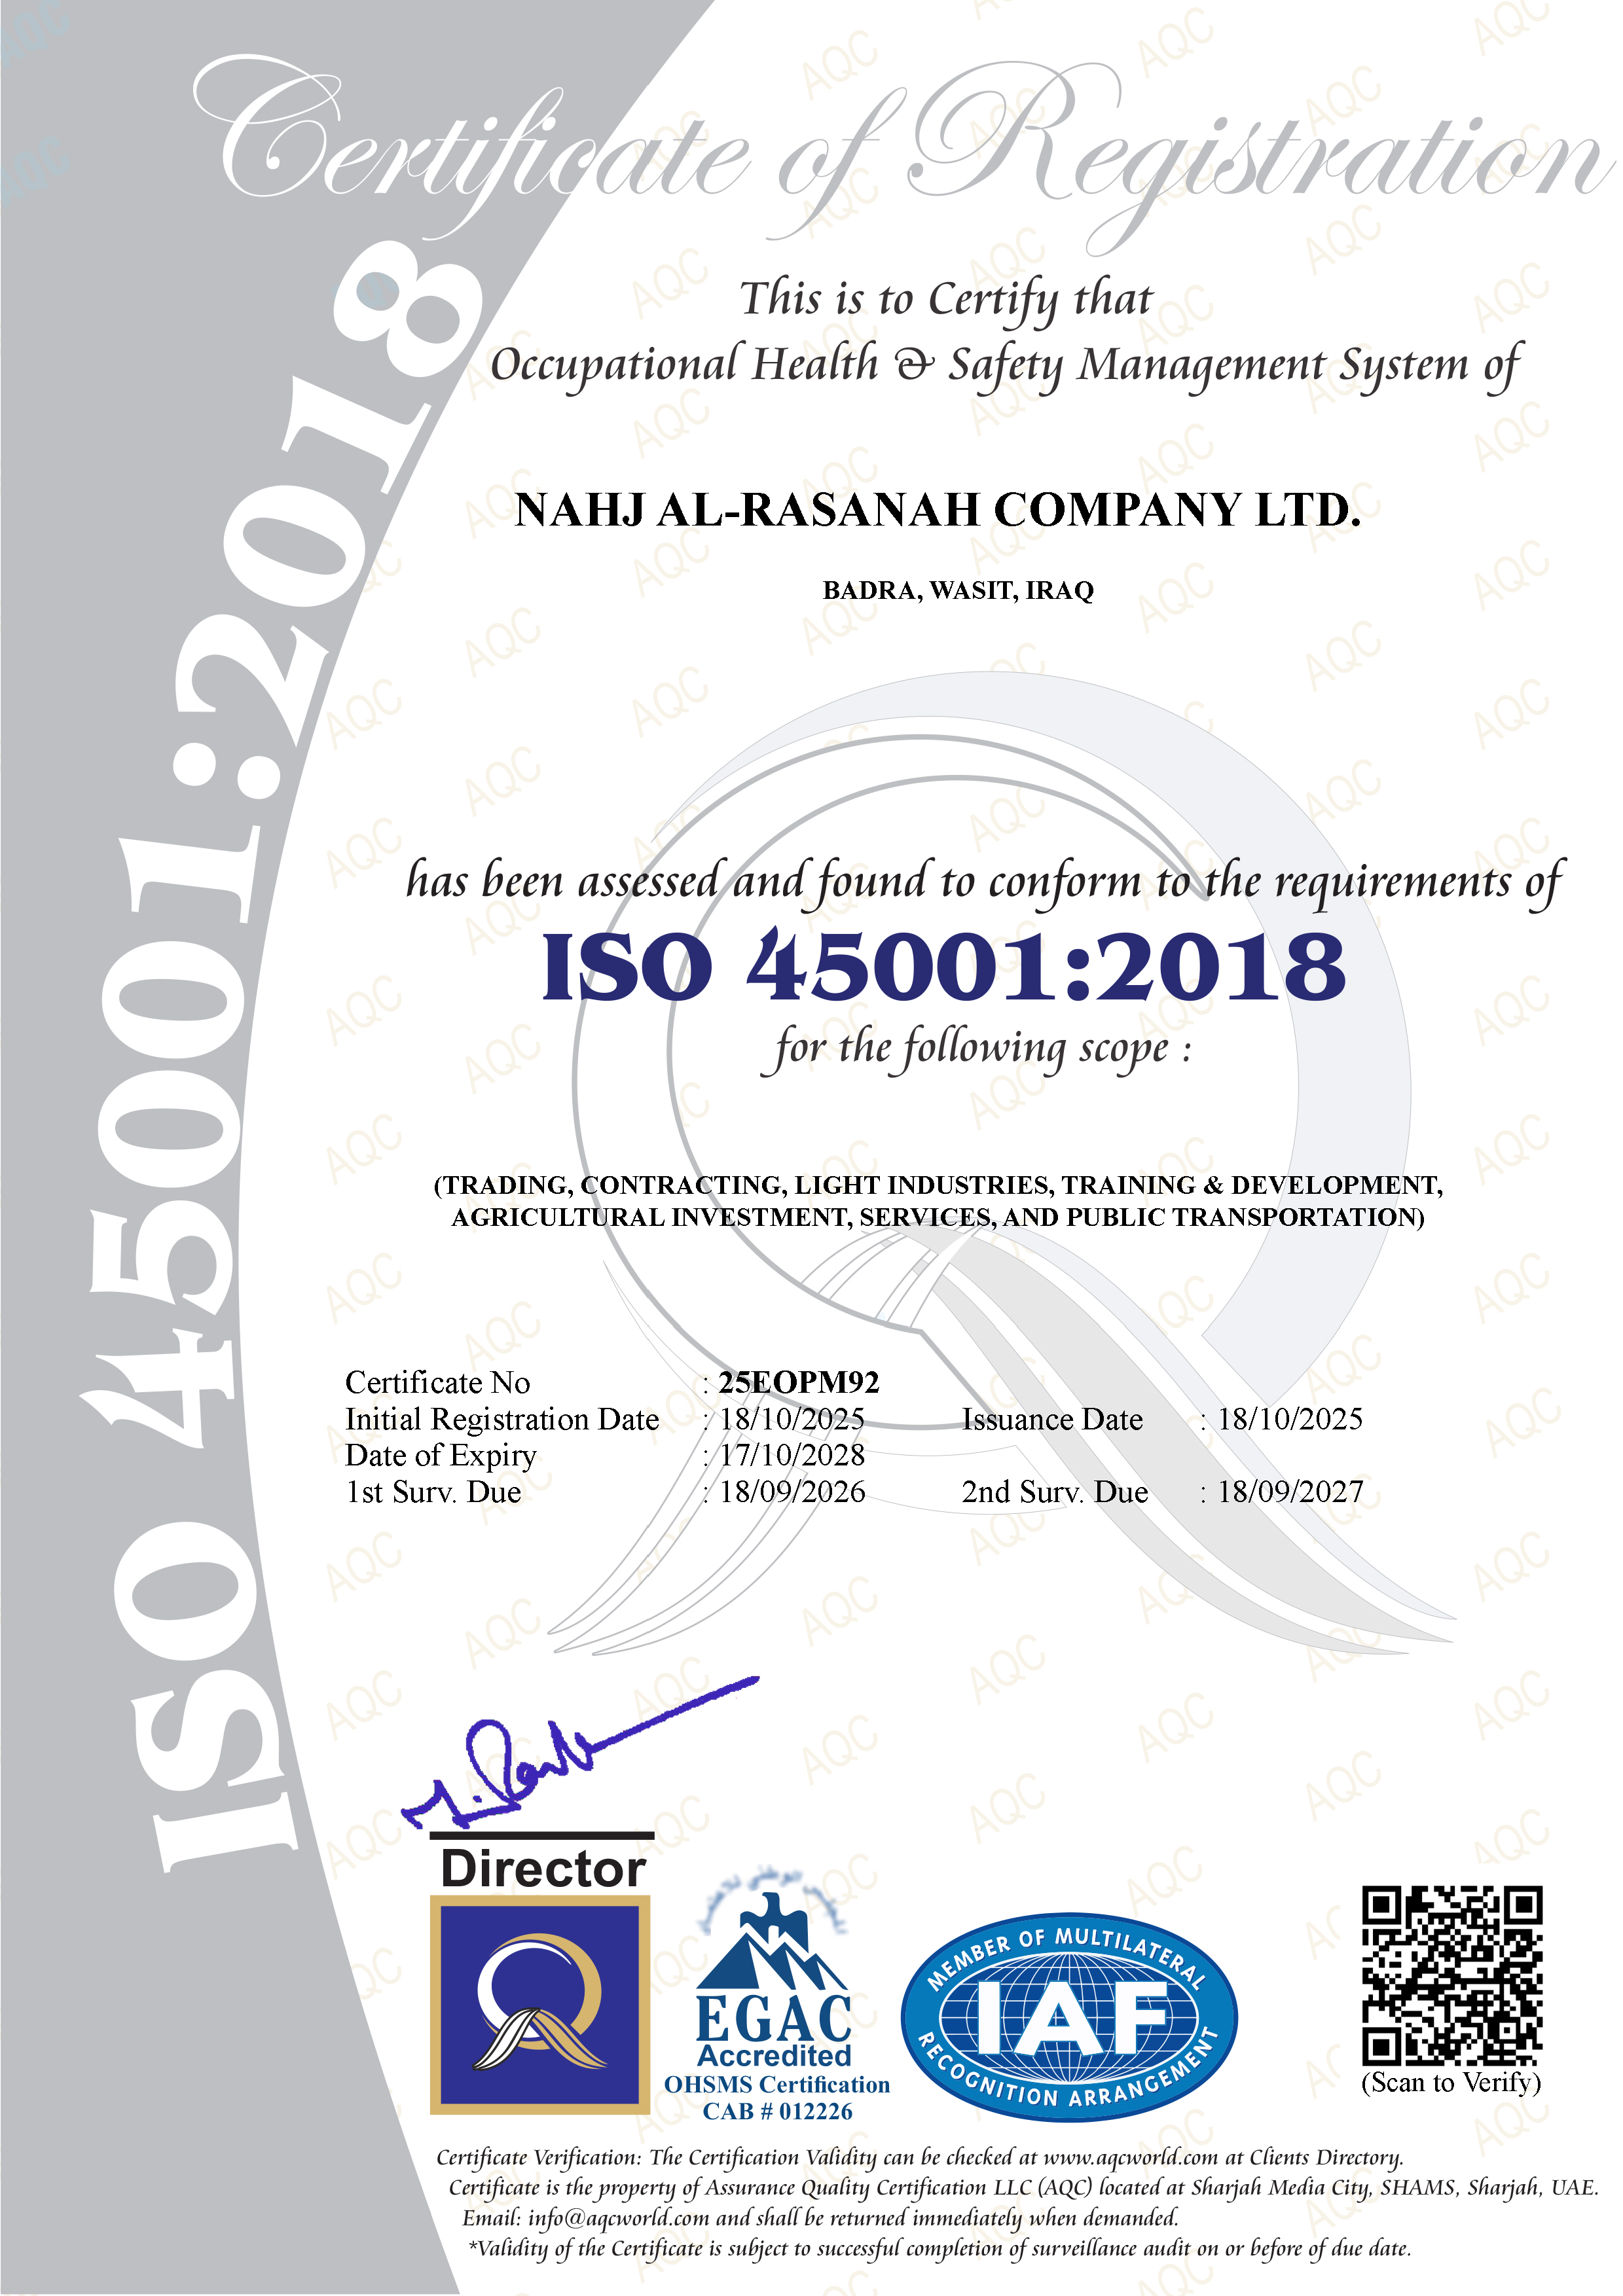 Certificate of Registration
ISO 45001:2018
This is to Certify that
Occupational Health & Safety Management System of
NAHJ AL-RASANAH COMPANY LTD.
BADRA, WASIT, IRAQ
has been assessed and found to conform to the requirements of
ISO 45001:2018
for the following scope :
(TRADING, CONTRACTING, LIGHT INDUSTRIES, TRAINING & DEVELOPMENT,
AGRICULTURAL INVESTMENT, SERVICES, AND PUBLIC TRANSPORTATION)
Certificate No : 25EOPM92
Initial Registration Date : 18/10/2025 Issuance Date : 18/10/2025
Date of Expiry : 17/10/2028
1st Surv. Due : 18/09/2026 2nd Surv. Due : 18/09/2027
Director
المجلس الوطني للاعتماد
EGAC
Accredited
OHSMS Certification
CAB # 012226
MEMBER OF MULTILATERAL
IAF
RECOGNITION ARRANGEMENT
(Scan to Verify)
Certificate Verification: The Certification Validity can be checked at www.aqcworld.com at Clients Directory.
Certificate is the property of Assurance Quality Certification LLC (AQC) located at Sharjah Media City, SHAMS, Sharjah, UAE.
Email: info@aqcworld.com and shall be returned immediately when demanded.
*Validity of the Certificate is subject to successful completion of surveillance audit on or before of due date.
AQC